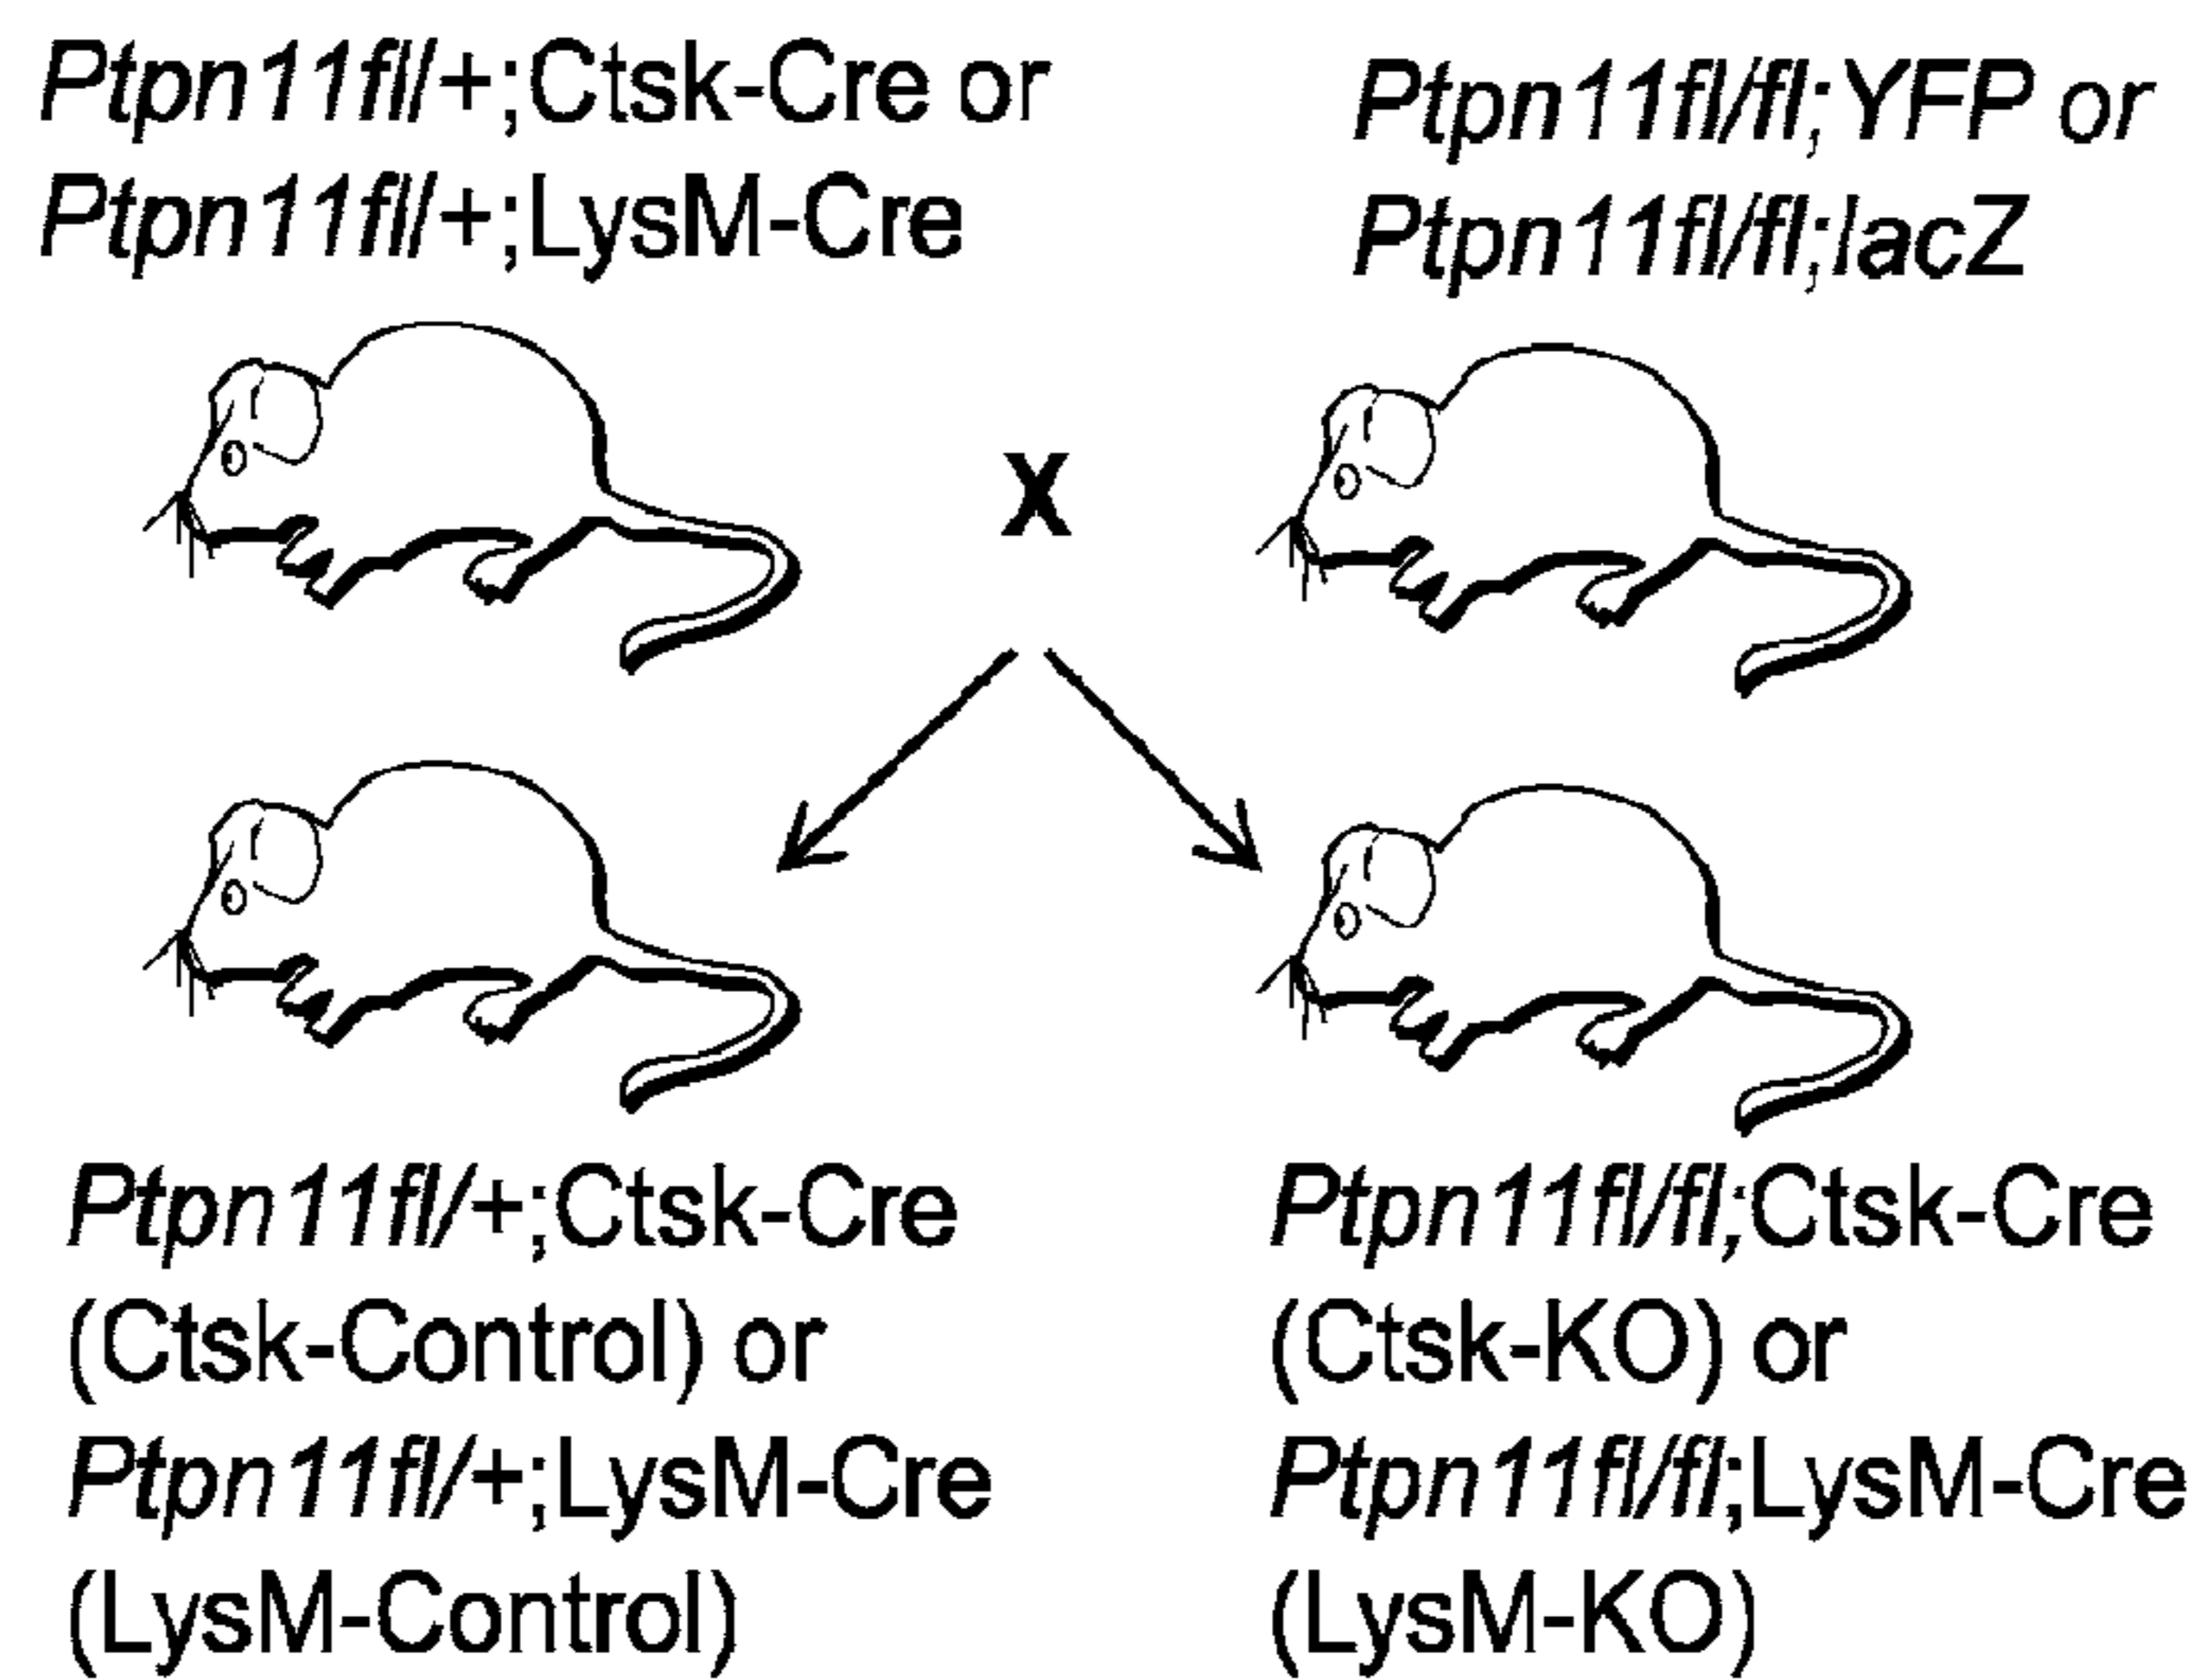 Ptpn11fl/+;Ctsk-Cre or
Ptpn11fl/+;LysM-Cre
Ptpn11fl/fl;YFP or
Ptpn11fl/fl;lacZ
X
Ptpn11fl/+;Ctsk-Cre
(Ctsk-Control) or
Ptpn11fl/+;LysM-Cre
(LysM-Control)
Ptpn11fl/fl;Ctsk-Cre
(Ctsk-KO) or
Ptpn11fl/fl;LysM-Cre
(LysM-KO)